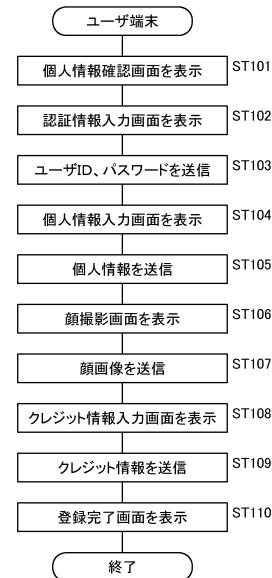 ユーザ端末
個人情報確認画面を表示 ST101
認証情報入力画面を表示 ST102
ユーザID、パスワードを送信 ST103
個人情報入力画面を表示 ST104
個人情報を送信 ST105
顔撮影画面を表示 ST106
顔画像を送信 ST107
クレジット情報入力画面を表示 ST108
クレジット情報を送信 ST109
登録完了画面を表示 ST110
終了